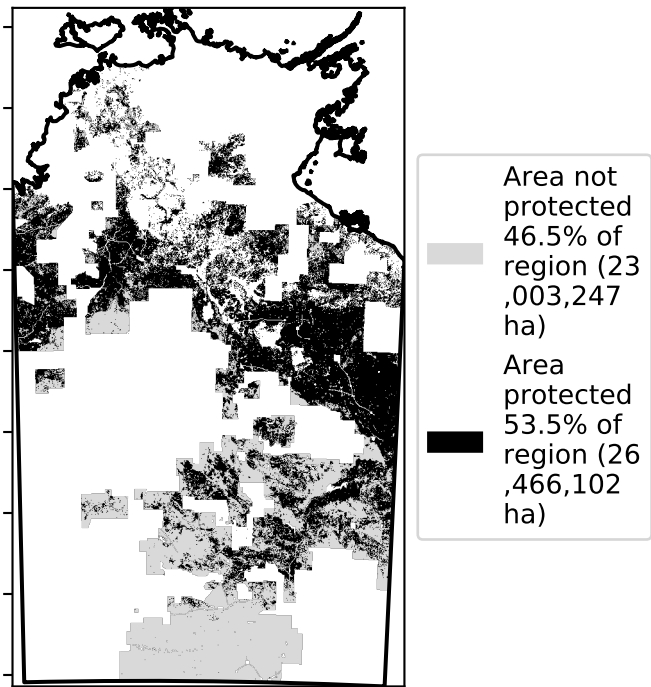 Area not
protected
46.5% of
region (23
,003,247
ha)
Area
protected
53.5% of
region (26
,466,102
ha)